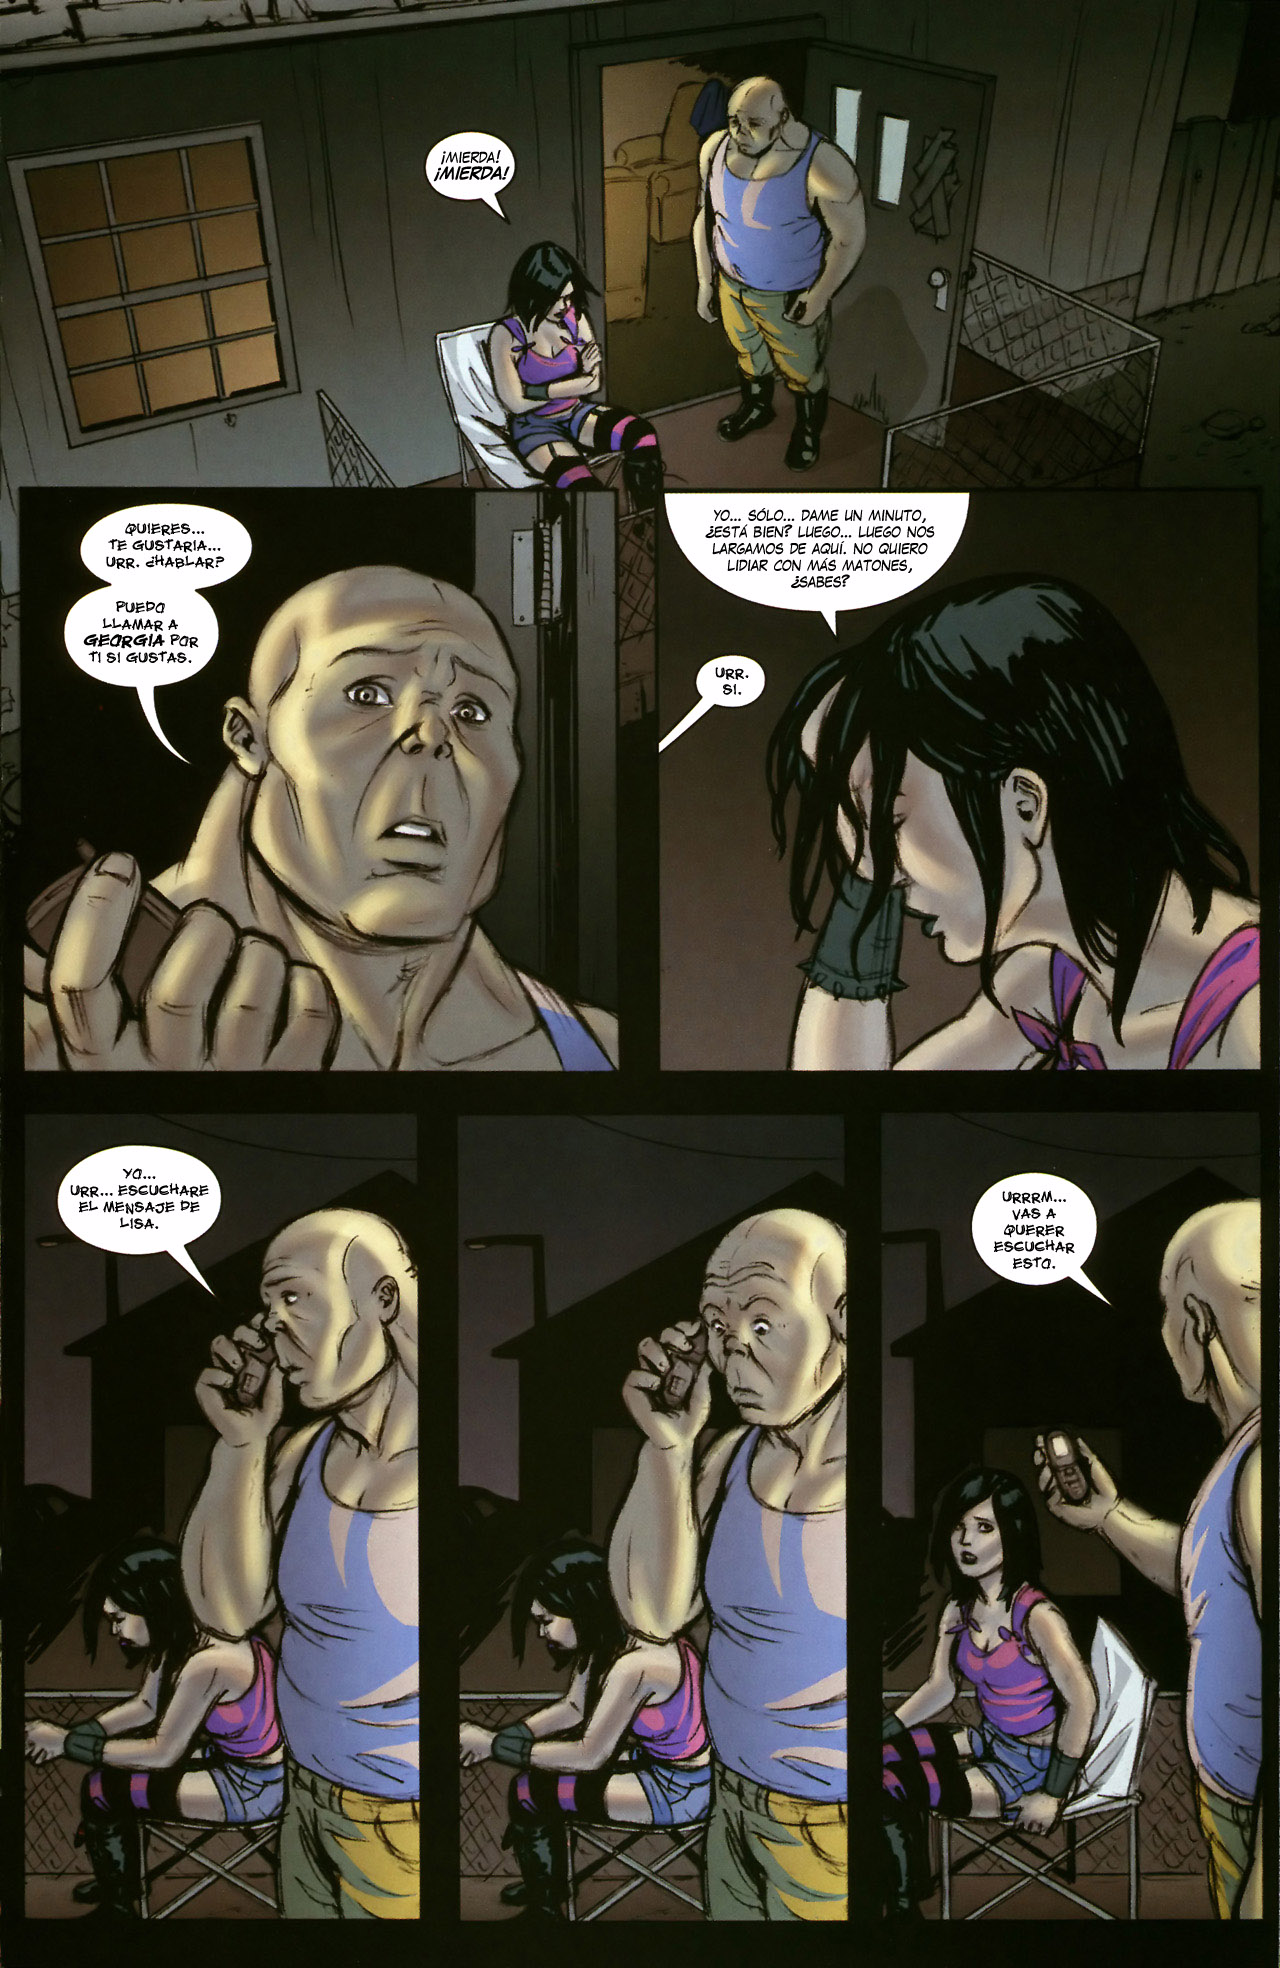 ¡MIERDA!
¡MIERDA!
QUIERES...
TE GUSTARIA...
URR. ¿HABLAR?
PUEDO
LLAMAR A
GEORGIA POR
TI SI GUSTAS.
YO... SÓLO... DAME UN MINUTO,
¿ESTÁ BIEN? LUEGO... LUEGO NOS
LARGAMOS DE AQUÍ. NO QUIERO
LIDIAR CON MÁS MATONES,
¿SABES?
URR.
SI.
YO...
URR... ESCUCHARE
EL MENSAJE DE
LISA.
URRRM...
VAS A
QUERER
ESCUCHAR
ESTO.